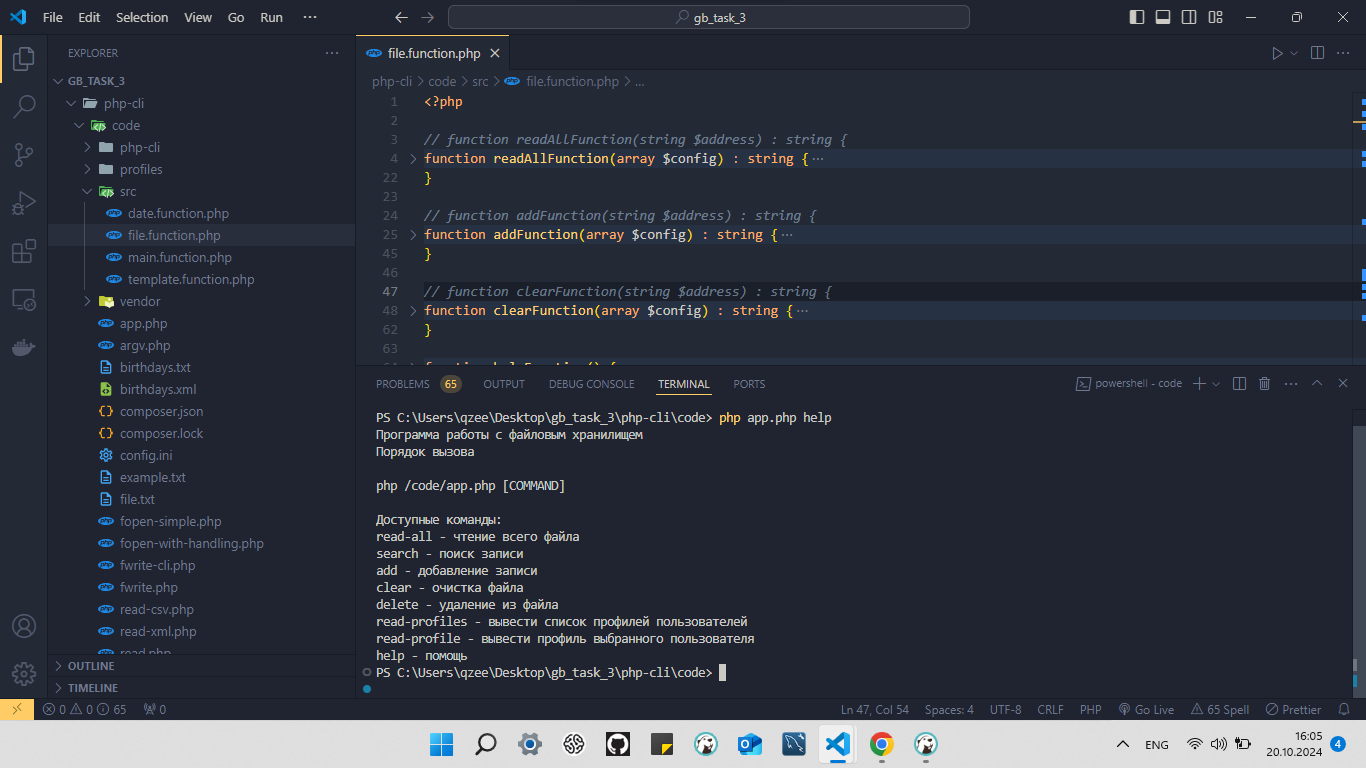 File Edit Selection View Go Run ···
gb_task_3
EXPLORER
GB_TASK_3
php-cli
code
php-cli
profiles
src
date.function.php
file.function.php
main.function.php
template.function.php
vendor
app.php
argv.php
birthdays.txt
birthdays.xml
composer.json
composer.lock
config.ini
example.txt
file.txt
fopen-simple.php
fopen-with-handling.php
fwrite-cli.php
fwrite.php
read-csv.php
read-xml.php
read.php
OUTLINE
TIMELINE
file.function.php
php-cli > code > src > file.function.php > ...
1 <?php
2
3 // function readAllFunction(string $address) : string {
4 function readAllFunction(array $config) : string { ···
22 }
23
24 // function addFunction(string $address) : string {
25 function addFunction(array $config) : string { ···
45 }
46
47 // function clearFunction(string $address) : string {
48 function clearFunction(array $config) : string { ···
62 }
63
PROBLEMS 65 OUTPUT DEBUG CONSOLE TERMINAL PORTS powershell - code
PS C:\Users\qzee\Desktop\gb_task_3\php-cli\code> php app.php help
Программа работы с файловым хранилищем
Порядок вызова
php /code/app.php [COMMAND]
Доступные команды:
read-all - чтение всего файла
search - поиск записи
add - добавление записи
clear - очистка файла
delete - удаление из файла
read-profiles - вывести список профилей пользователей
read-profile - вывести профиль выбранного пользователя
help - помощь
PS C:\Users\qzee\Desktop\gb_task_3\php-cli\code>
0 0 65 0 Ln 47, Col 54 Spaces: 4 UTF-8 CRLF PHP Go Live 65 Spell Prettier
ENG 16:05 4
20.10.2024